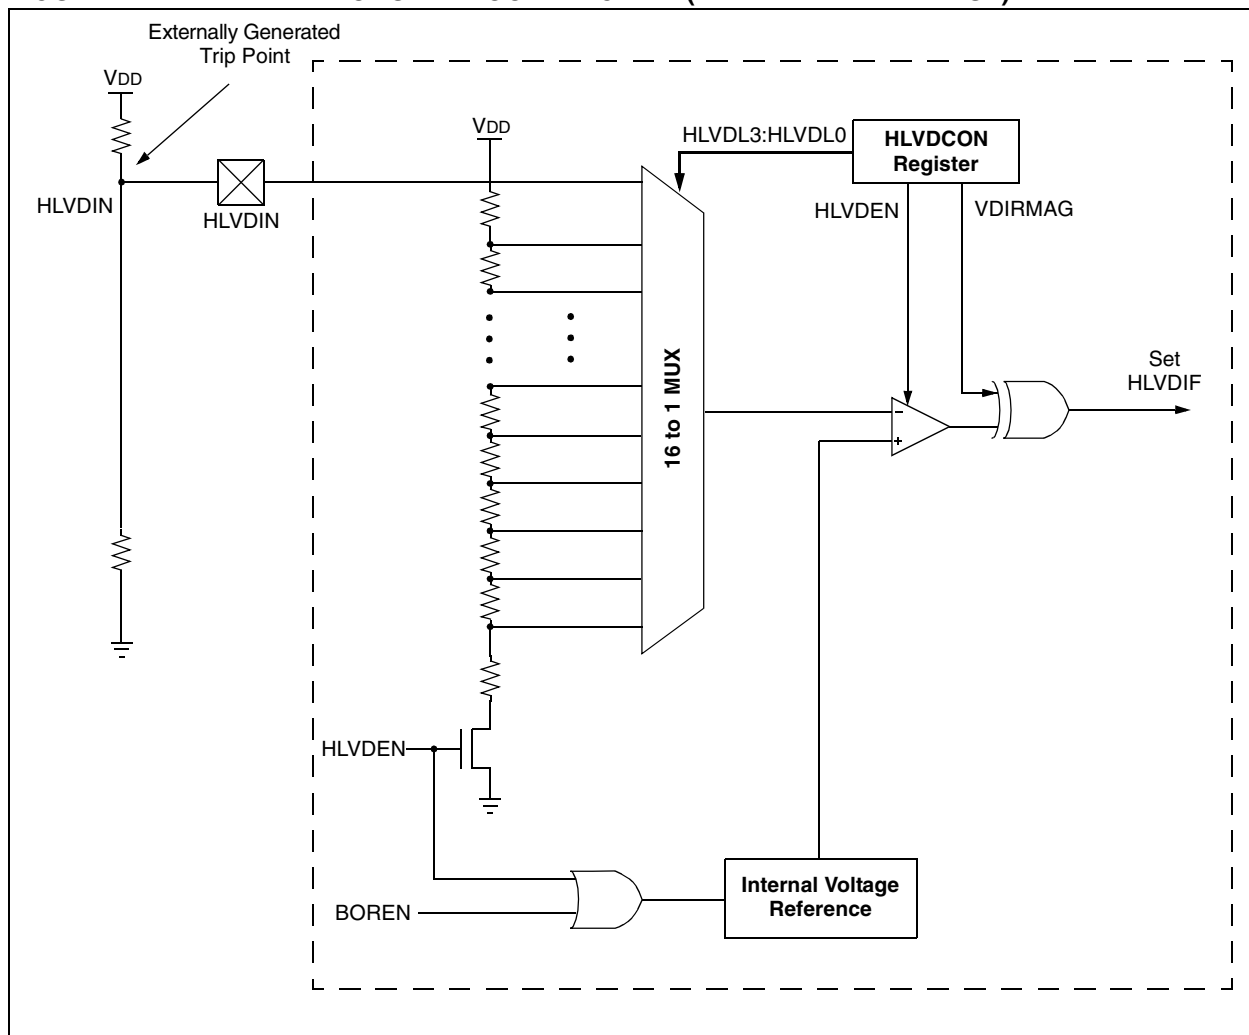 Externally Generated
Trip Point
VDD
VDD
HLVDL3:HLVDL0
HLVDCON
Register
HLVDIN
HLVDIN
HLVDEN
VDIRMAG
16 to 1 MUX
Set
HLVDIF
–
+
HLVDEN
BOREN
Internal Voltage
Reference